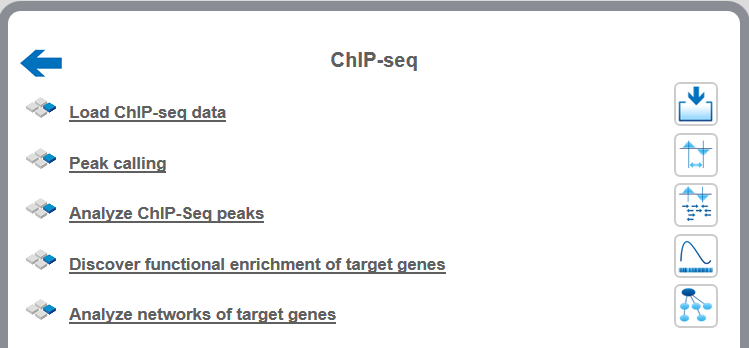 ChIP-seq
Load ChIP-seq data
Peak calling
Analyze ChIP-Seq peaks
Discover functional enrichment of target genes
Analyze networks of target genes